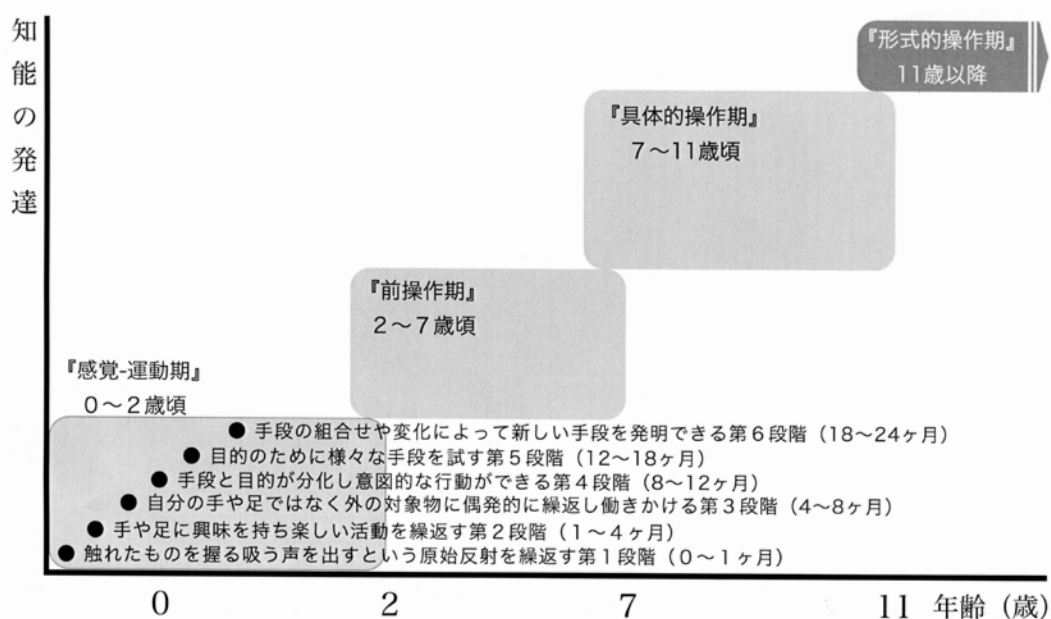 知能の発達
『形式的操作期』
11歳以降
『具体的操作期』
7〜11歳頃
『前操作期』
2〜7歳頃
『感覚-運動期』
0〜2歳頃
● 手段の組合せや変化によって新しい手段を発明できる第6段階（18〜24ヶ月）
● 目的のために様々な手段を試す第5段階（12〜18ヶ月）
● 手段と目的が分化し意図的な行動ができる第4段階（8〜12ヶ月）
● 自分の手や足ではなく外の対象物に偶発的に繰返し働きかける第3段階（4〜8ヶ月）
● 手や足に興味を持ち楽しい活動を繰返す第2段階（1〜4ヶ月）
● 触れたものを握る吸う声を出すという原始反射を繰返す第1段階（0〜1ヶ月）
0 2 7 11 年齢（歳）